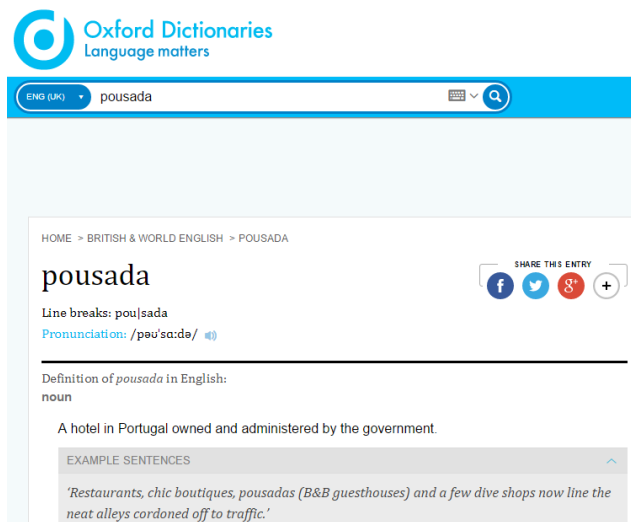 Oxford Dictionaries
Language matters
ENG (UK)
pousada
HOME > BRITISH & WORLD ENGLISH > POUSADA
pousada
SHARE THIS ENTRY
f
8+
+
Line breaks: pou|sada
Pronunciation: /pəʊˈsɑːdə/
Definition of pousada in English:
noun
A hotel in Portugal owned and administered by the government.
EXAMPLE SENTENCES
‘Restaurants, chic boutiques, pousadas (B&B guesthouses) and a few dive shops now line the
neat alleys cordoned off to traffic.’